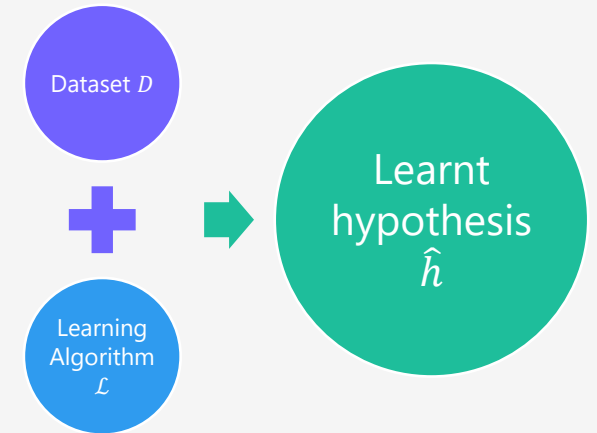 Dataset 𝐷
Learning
Algorithm
ℒ
Learnt
hypothesis
ĥ